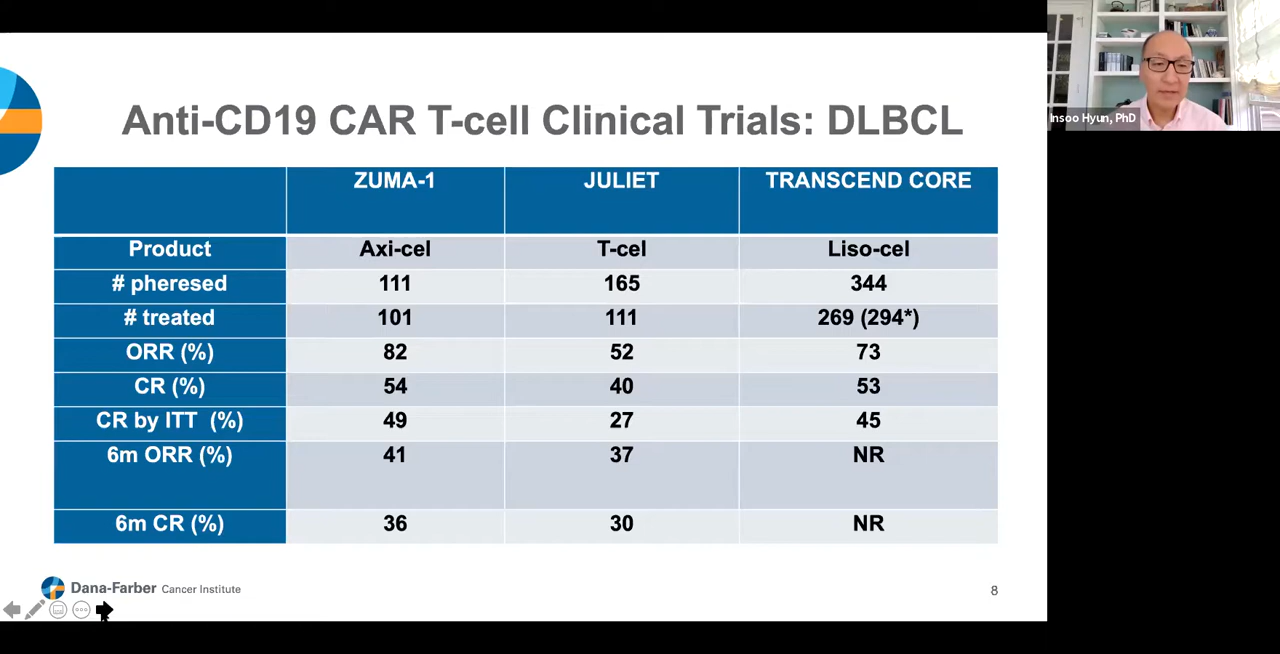 Insoo Hyun, PhD
Anti-CD19 CAR T-cell Clinical Trials: DLBCL
ZUMA-1 JULIET TRANSCEND CORE
Product Axi-cel T-cel Liso-cel
# pheresed 111 165 344
# treated 101 111 269 (294*)
ORR (%) 82 52 73
CR (%) 54 40 53
CR by ITT (%) 49 27 45
6m ORR (%) 41 37 NR
6m CR (%) 36 30 NR
Dana-Farber Cancer Institute
8